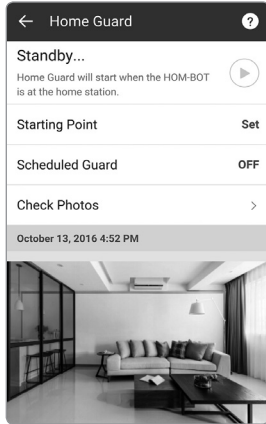 Home Guard ?
Standby...
Home Guard will start when the HOM-BOT
is at the home station.
Starting Point Set
Scheduled Guard OFF
Check Photos
October 13, 2016 4:52 PM